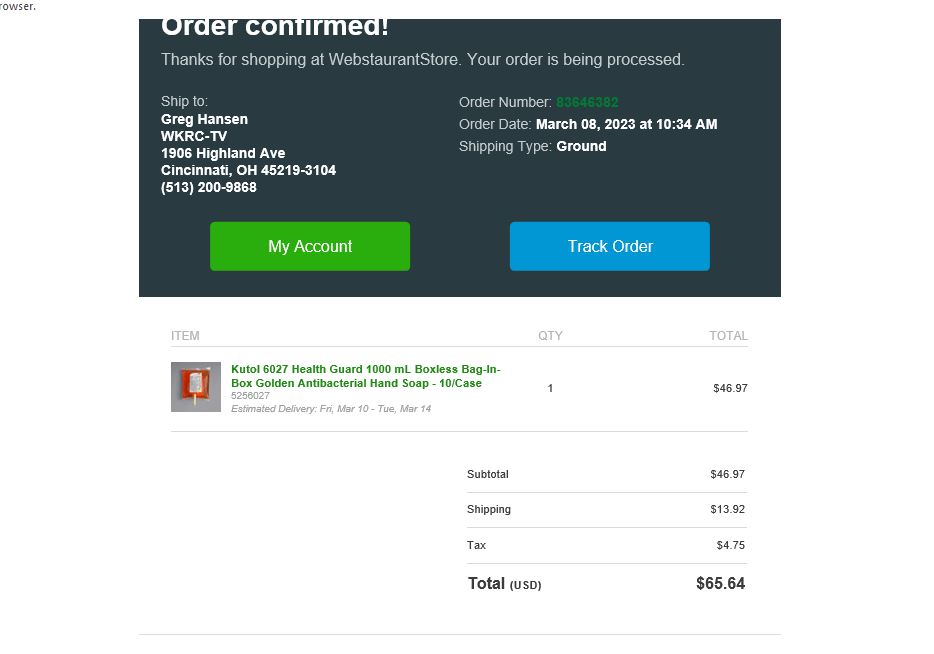 rowser.
Order confirmed!
Thanks for shopping at WebstaurantStore. Your order is being processed.
Ship to:
Greg Hansen
WKRC-TV
1906 Highland Ave
Cincinnati, OH 45219-3104
(513) 200-9868
Order Number: 83646382
Order Date: March 08, 2023 at 10:34 AM
Shipping Type: Ground
My Account
Track Order
ITEM QTY TOTAL
Kutol 6027 Health Guard 1000 mL Boxless Bag-In-
Box Golden Antibacterial Hand Soap - 10/Case
5256027
Estimated Delivery: Fri, Mar 10 - Tue, Mar 14
1
$46.97
Subtotal $46.97
Shipping $13.92
Tax $4.75
Total (USD) $65.64